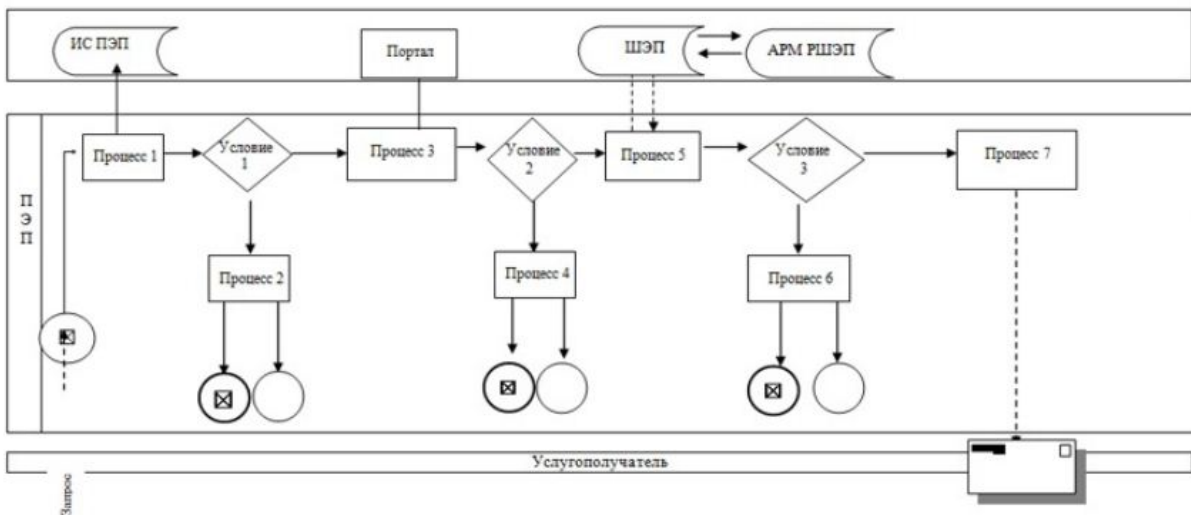 ИС ПЭП
Портал
ШЭП
АРМ РШЭП
ПЭП
Процесс 1
Условие
1
Процесс 3
Условие
2
Процесс 5
Условие
3
Процесс 7
Процесс 2
Процесс 4
Процесс 6
Услугополучатель
Запрос